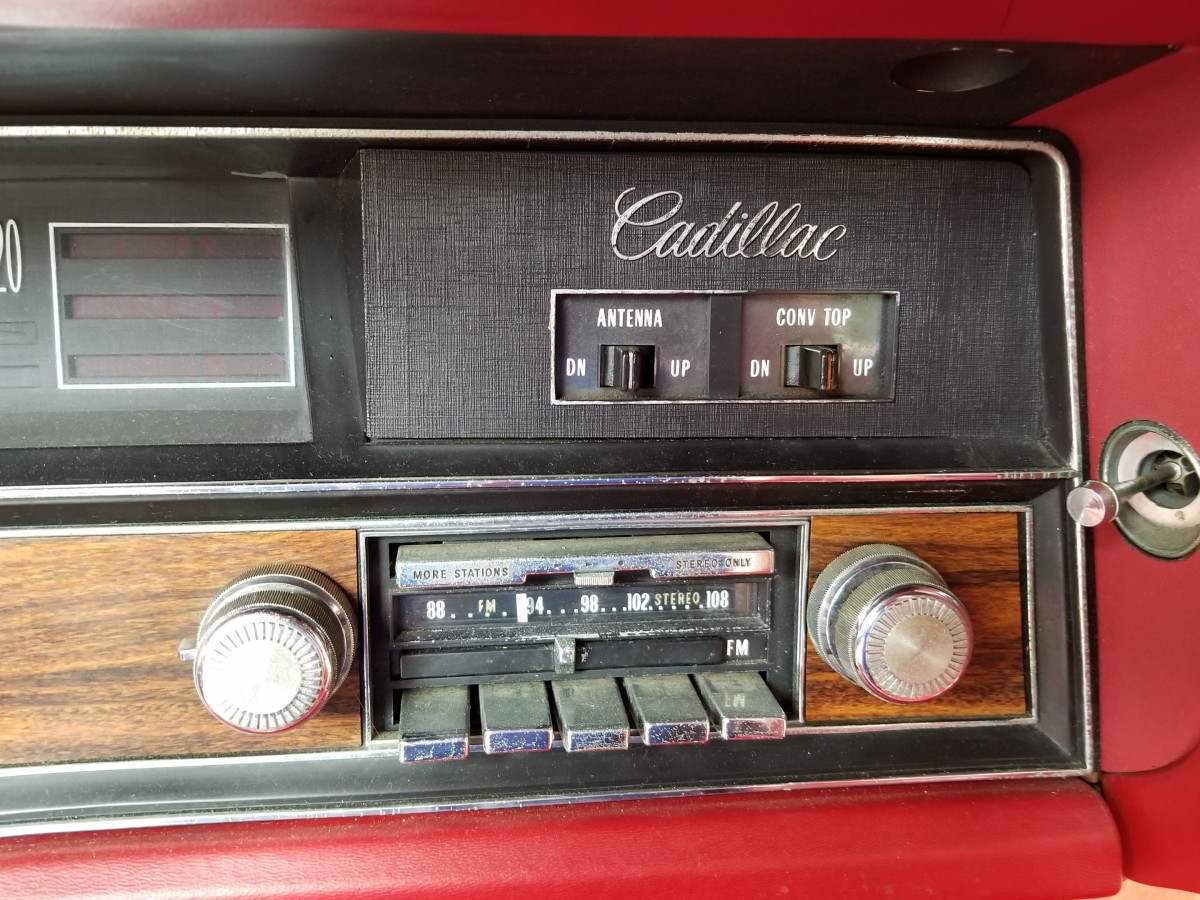 20
Cadillac
ANTENNA
DN UP
CONV TOP
DN UP
MORE STATIONS STEREO ONLY
88 FM 94 98 102 STEREO 108
FM
FM